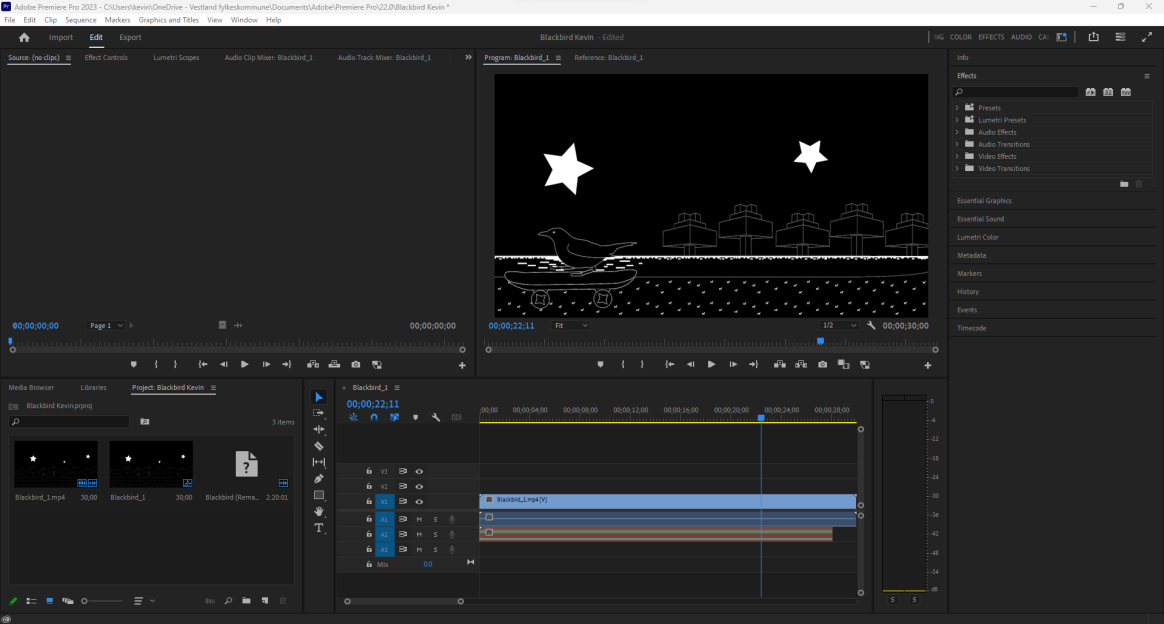 Adobe Premiere Pro 2023 - C:\Users\kevin\OneDrive - Vestland fylkeskommune\Documents\Adobe\Premiere Pro\22.0\Blackbird Kevin *
File Edit Clip Sequence Markers Graphics and Titles View Window Help
Import Edit Export Blackbird Kevin - Edited NG COLOR EFFECTS AUDIO CA
Source: (no clips) Effect Controls Lumetri Scopes Audio Clip Mixer: Blackbird_1 Audio Track Mixer: Blackbird_1 Program: Blackbird_1 Reference: Blackbird_1 Info
Effects
Presets
Lumetri Presets
Audio Effects
Audio Transitions
Video Effects
Video Transitions
Essential Graphics
Essential Sound
Lumetri Color
Metadata
Markers
History
Events
Timecode
00;00;00;00 Page 1 00;00;00;00 00;00;22;11 Fit 1/2 00;00;30;00
Media Browser Libraries Project: Blackbird Kevin
Blackbird Kevin.prproj
3 items
Blackbird_1.mp4 30;00 Blackbird_1 30;00 Blackbird (Rema... 2:20:01
Blackbird_1
00;00;22;11
;00;00 00;00;04;00 00;00;08;00 00;00;12;00 00;00;16;00 00;00;20;00 00;00;24;00 00;00;28;00
V3
V2
V1 Blackbird_1.mp4 [V]
A1 M S
A2 M S
A3 M S
Mix 0.0
T
0
-6
-12
-18
-24
-30
-36
-42
-48
-54
dB
S S